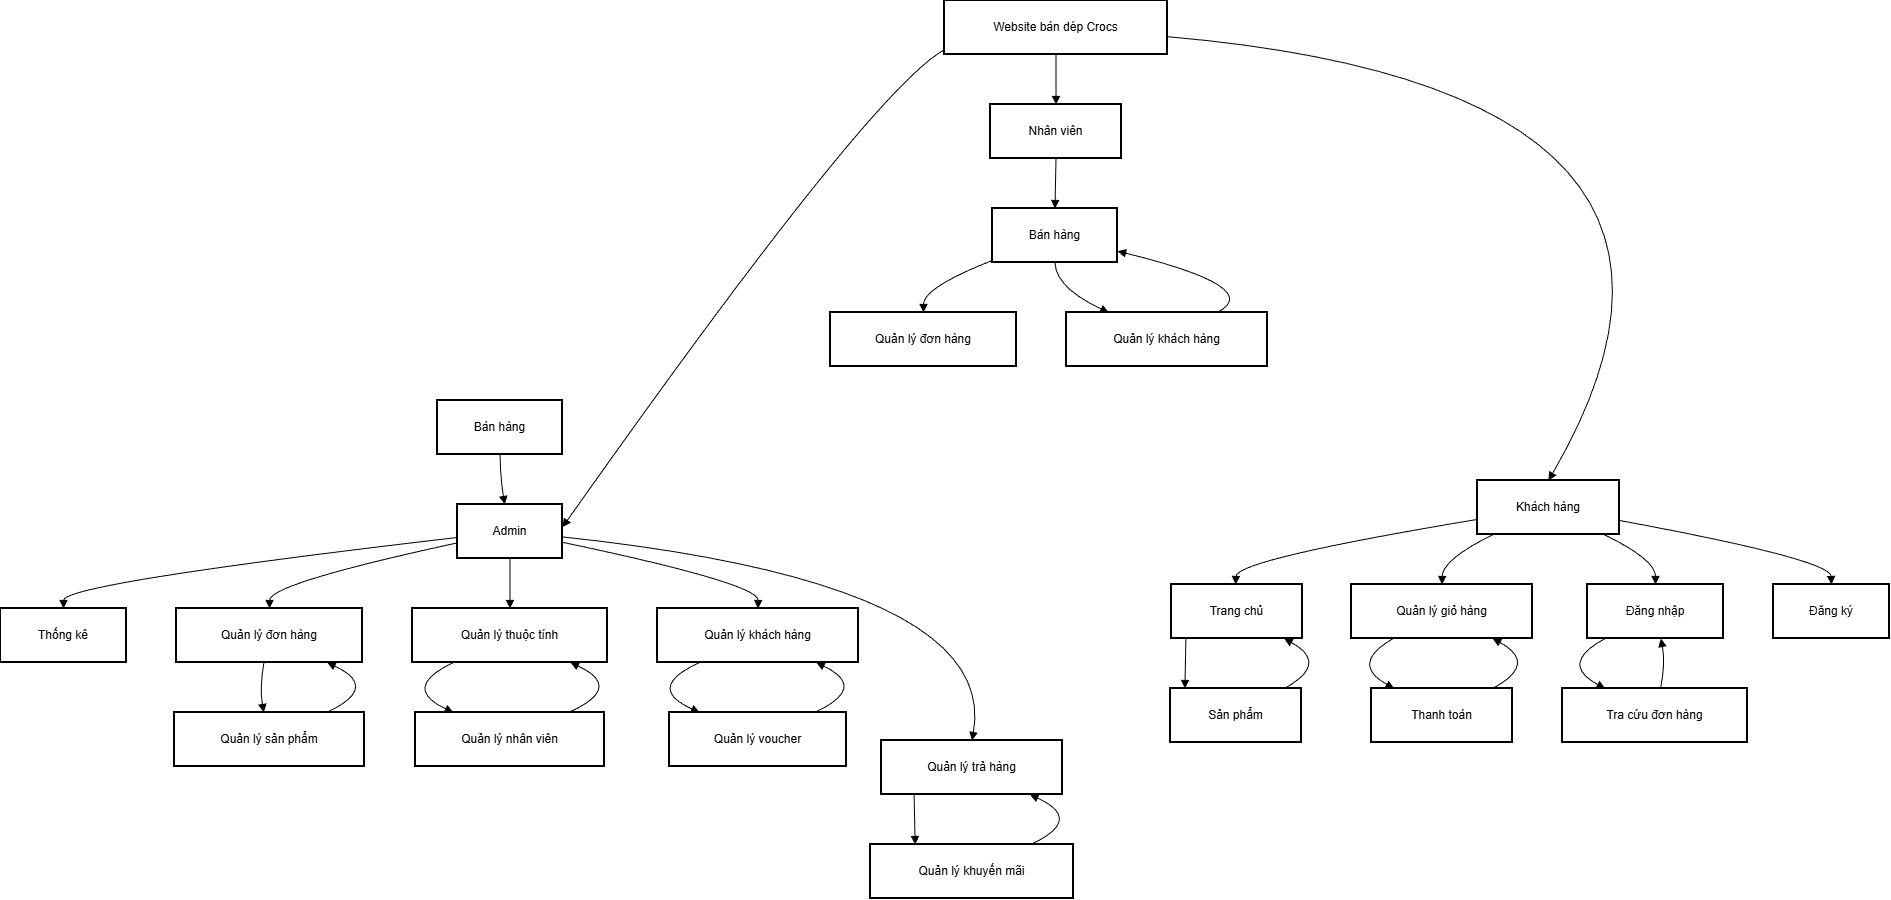 Website bán dép Crocs
Nhân viên
Bán hàng
Quản lý đơn hàng
Quản lý khách hàng
Bán hàng
Admin
Khách hàng
Thống kê
Quản lý đơn hàng
Quản lý thuộc tính
Quản lý khách hàng
Trang chủ
Quản lý giỏ hàng
Đăng nhập
Đăng ký
Quản lý sản phẩm
Quản lý nhân viên
Quản lý voucher
Quản lý trả hàng
Sản phẩm
Thanh toán
Tra cứu đơn hàng
Quản lý khuyến mãi